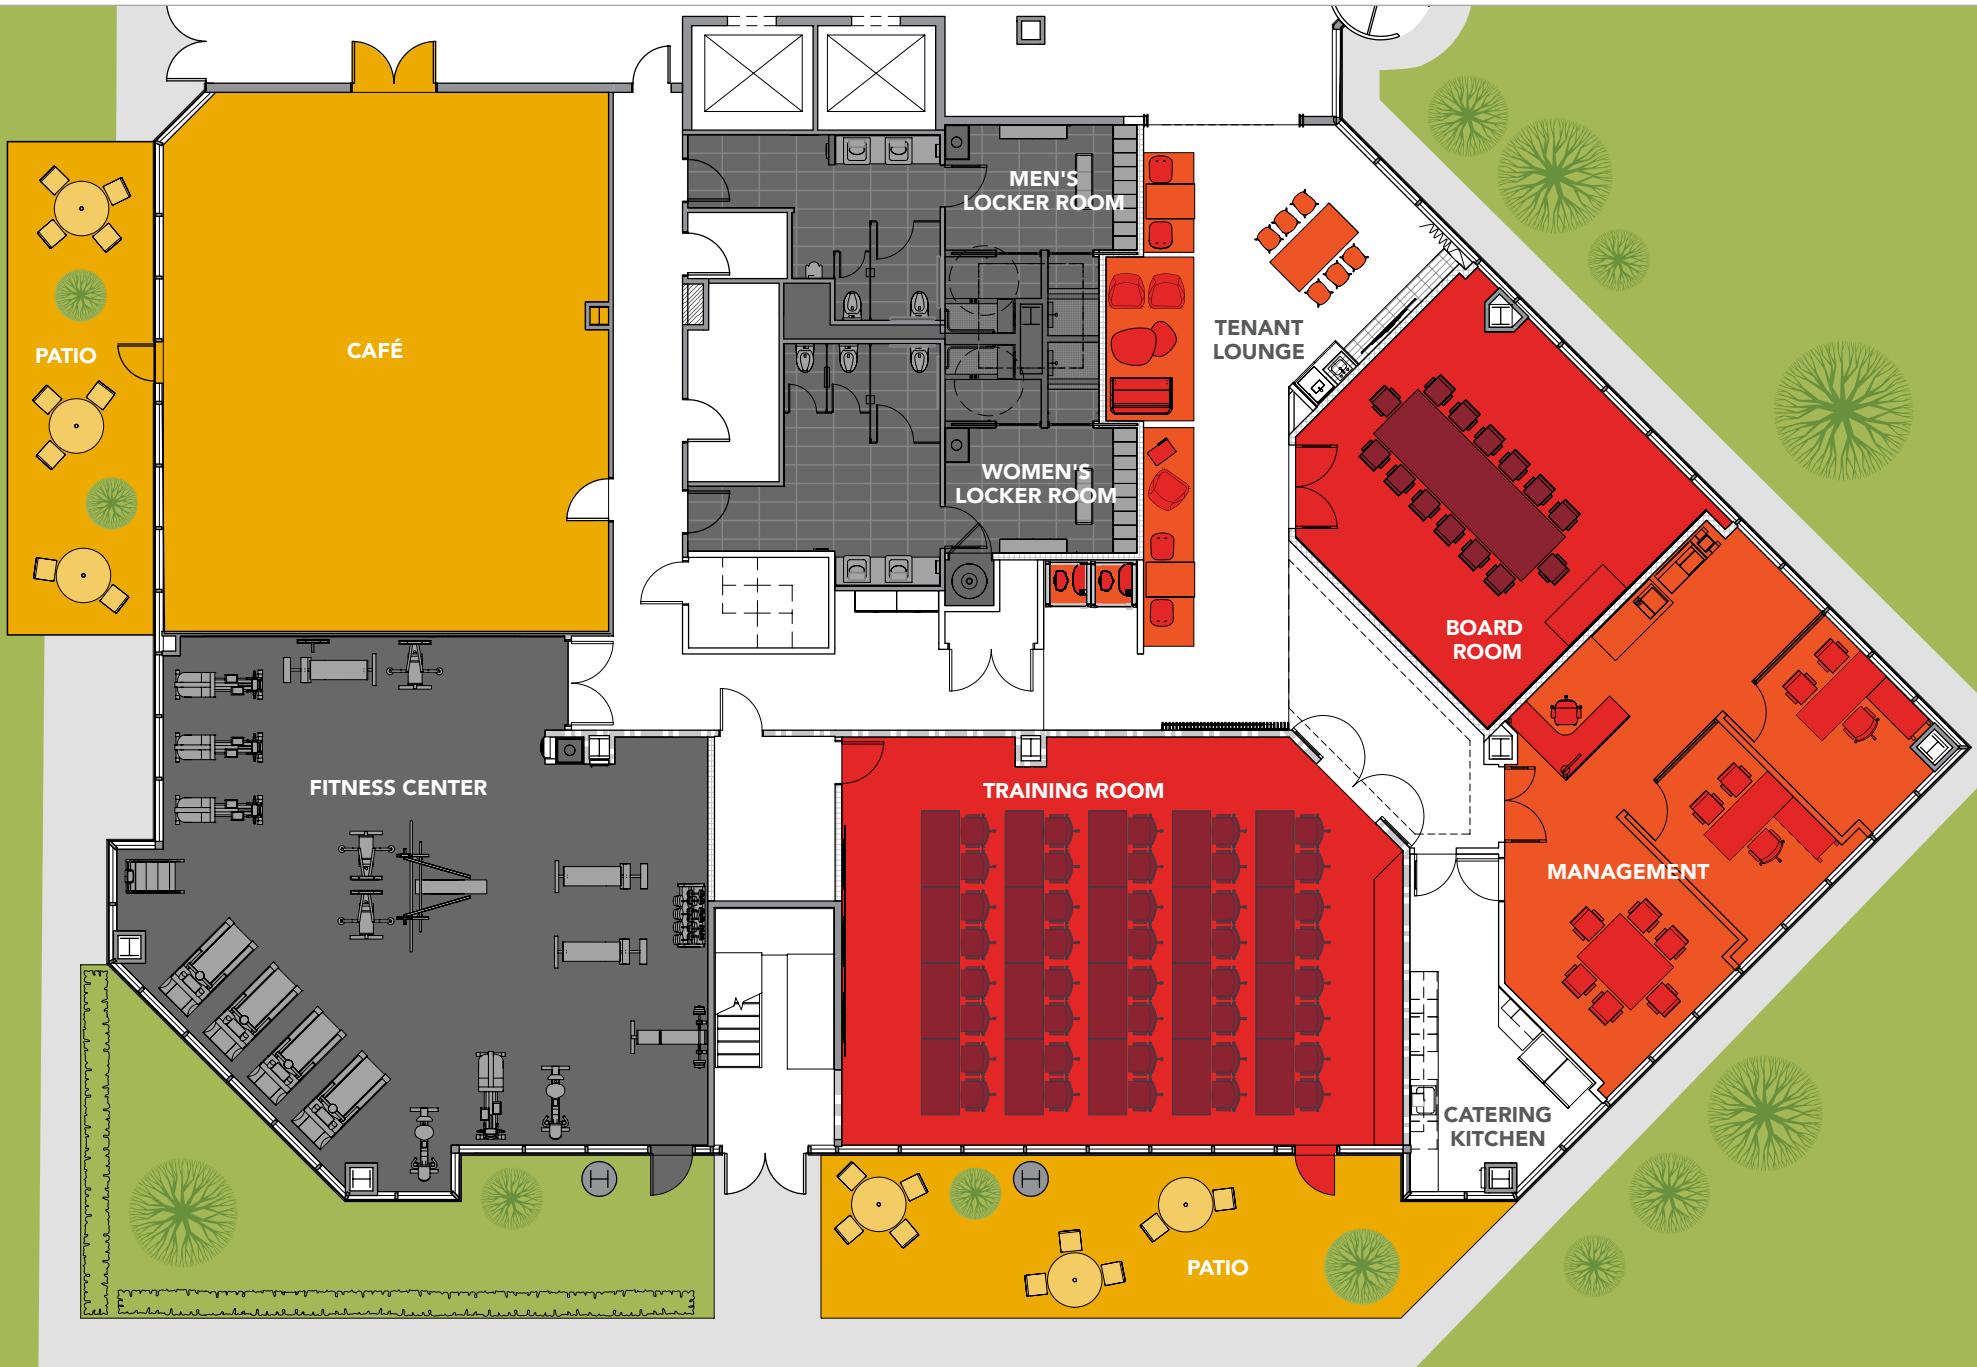 MEN'S
LOCKER ROOM
TENANT
LOUNGE
PATIO
CAFÉ
WOMEN'S
LOCKER ROOM
BOARD
ROOM
FITNESS CENTER
TRAINING ROOM
MANAGEMENT
CATERING
KITCHEN
PATIO